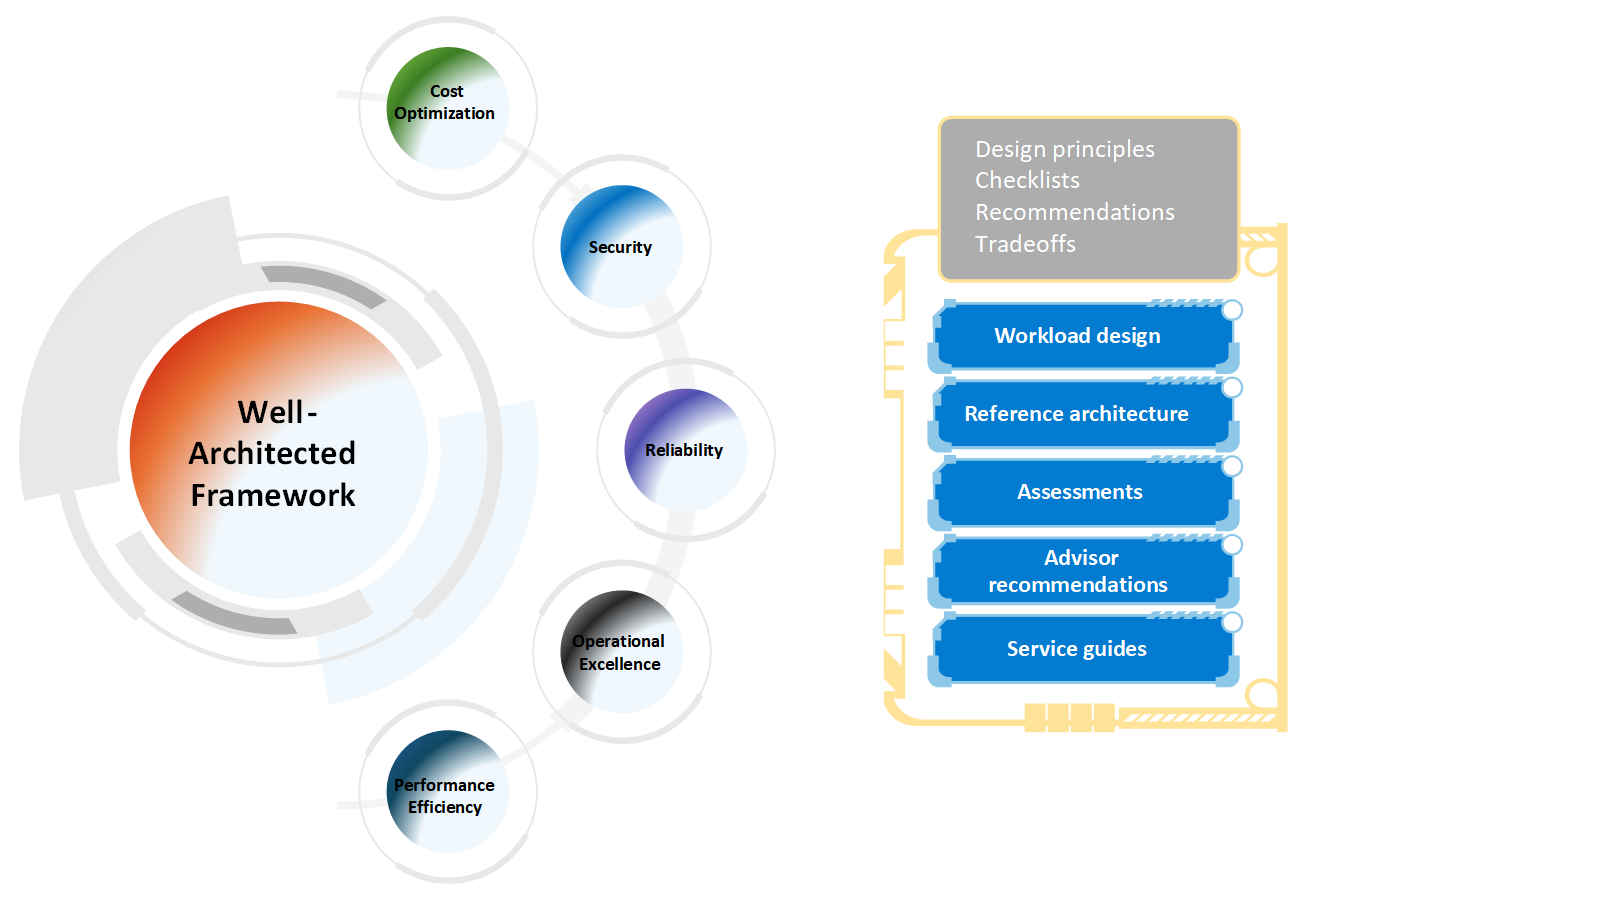 Cost
Optimization
Security
Reliability
Operational
Excellence
Performance
Efficiency
Well-
Architected
Framework
Design principles
Checklists
Recommendations
Tradeoffs
Workload design
Reference architecture
Assessments
Advisor
recommendations
Service guides